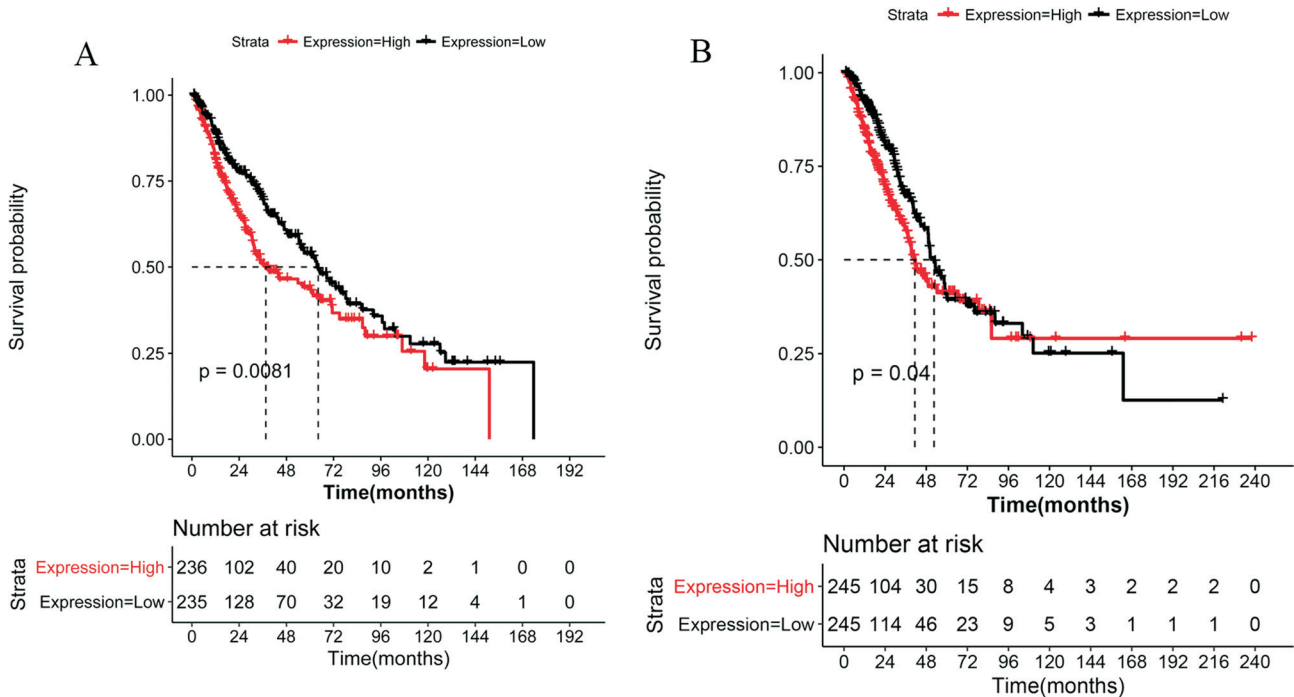 A
Strata Expression=High Expression=Low
Survival probability
1.00
0.75
0.50
0.25
0.00
p = 0.0081
0 24 48 72 96 120 144 168 192
Time(months)
Number at risk
Strata
Expression=High 236 102 40 20 10 2 1 0 0
Expression=Low 235 128 70 32 19 12 4 1 0
0 24 48 72 96 120 144 168 192
Time(months)
B
Strata Expression=High Expression=Low
Survival probability
1.00
0.75
0.50
0.25
0.00
p = 0.04
0 24 48 72 96 120 144 168 192 216 240
Time(months)
Number at risk
Strata
Expression=High 245 104 30 15 8 4 3 2 2 2 0
Expression=Low 245 114 46 23 9 5 3 1 1 1 0
0 24 48 72 96 120 144 168 192 216 240
Time(months)